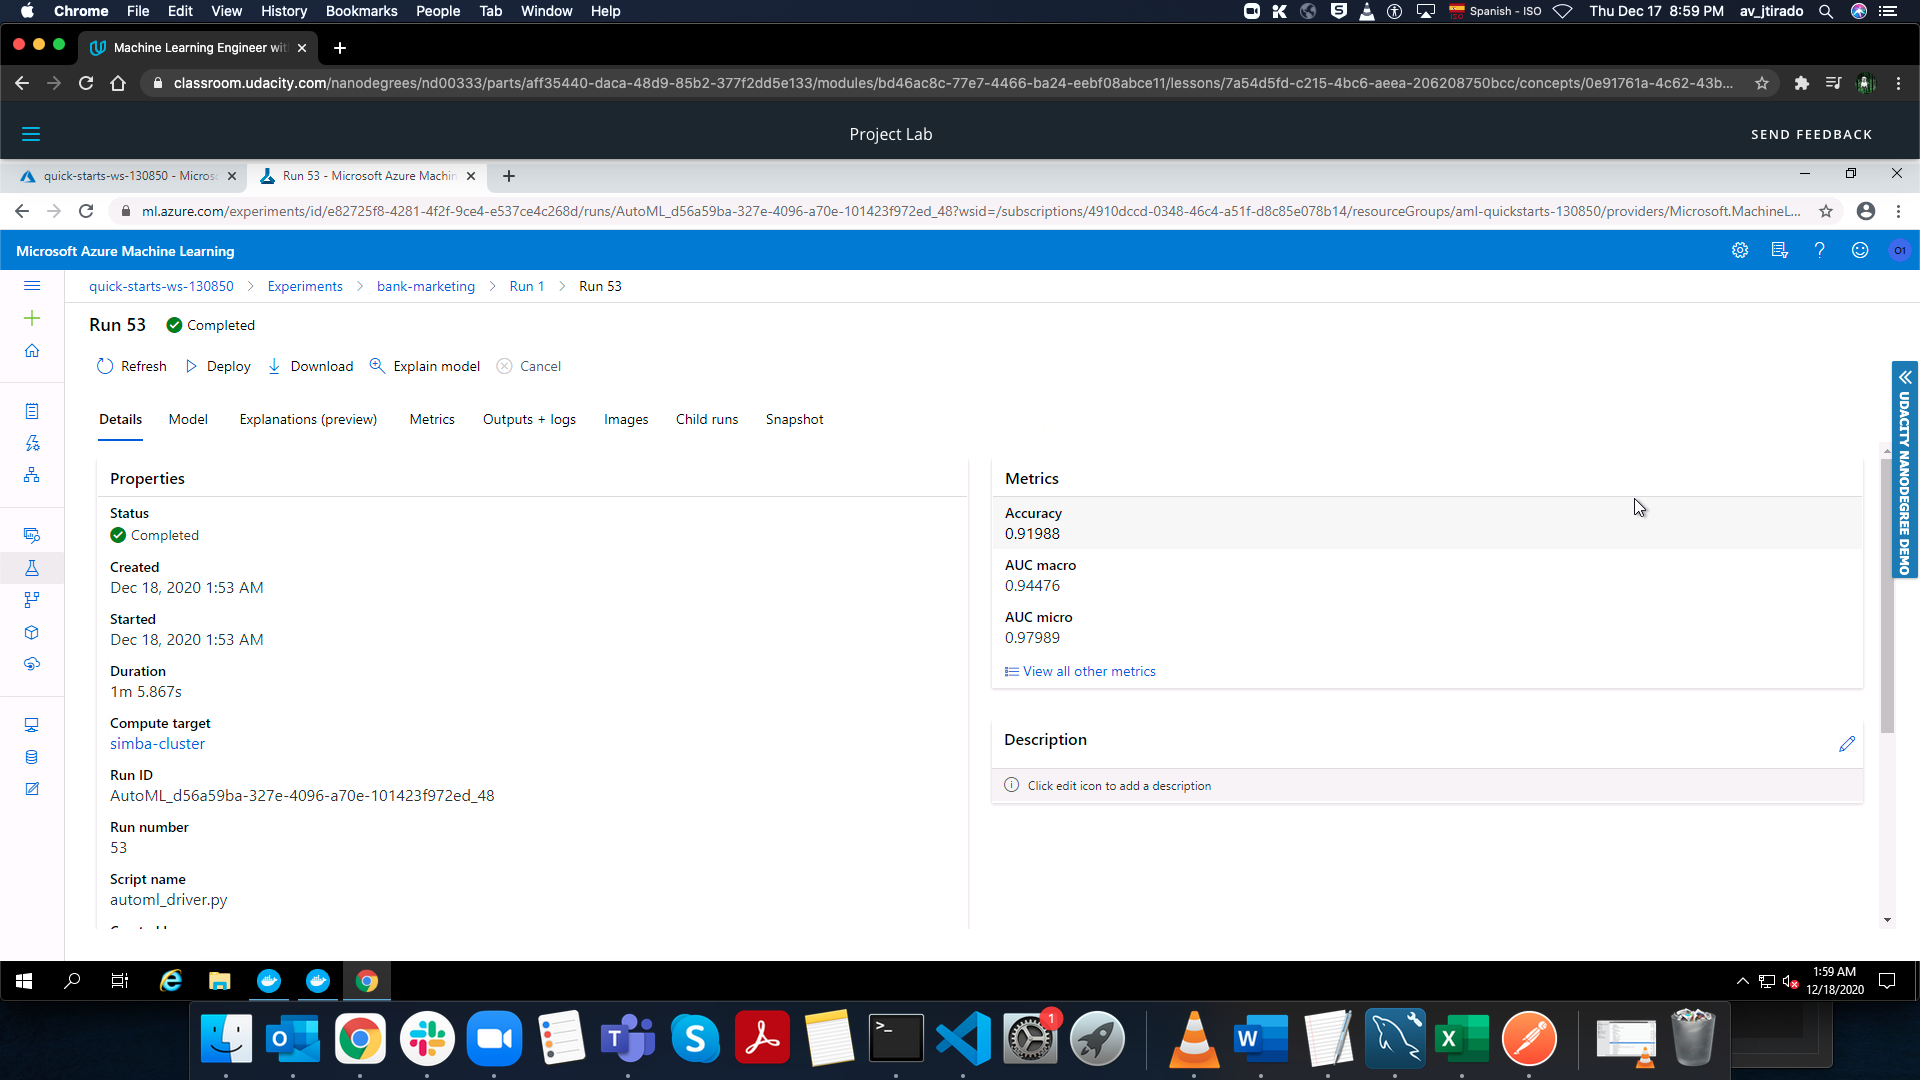 Chrome File Edit View History Bookmarks People Tab Window Help
Spanish - ISO Thu Dec 17 8:59 PM av_jtirado
Machine Learning Engineer wit
classroom.udacity.com/nanodegrees/nd00333/parts/aff35440-daca-48d9-85b2-377f2dd5e133/modules/bd46ac8c-77e7-4466-ba24-eebf08abce11/lessons/7a54d5fd-c215-4bc6-aeea-206208750bcc/concepts/0e91761a-4c62-43b...
Project Lab
SEND FEEDBACK
quick-starts-ws-130850 - Micros
Run 53 - Microsoft Azure Machin
ml.azure.com/experiments/id/e82725f8-4281-4f2f-9ce4-e537ce4c268d/runs/AutoML_d56a59ba-327e-4096-a70e-101423f972ed_48?wsid=/subscriptions/4910dccd-0348-46c4-a51f-d8c85e078b14/resourceGroups/aml-quickstarts-130850/providers/Microsoft.MachineL...
Microsoft Azure Machine Learning
O1
quick-starts-ws-130850 > Experiments > bank-marketing > Run 1 > Run 53
Run 53 Completed
Refresh Deploy Download Explain model Cancel
Details Model Explanations (preview) Metrics Outputs + logs Images Child runs Snapshot
Properties
Status
Completed
Created
Dec 18, 2020 1:53 AM
Started
Dec 18, 2020 1:53 AM
Duration
1m 5.867s
Compute target
simba-cluster
Run ID
AutoML_d56a59ba-327e-4096-a70e-101423f972ed_48
Run number
53
Script name
automl_driver.py
Metrics
Accuracy
0.91988
AUC macro
0.94476
AUC micro
0.97989
View all other metrics
Description
Click edit icon to add a description
UDACITY NANODEGREE DEMO
1:59 AM
12/18/2020
1